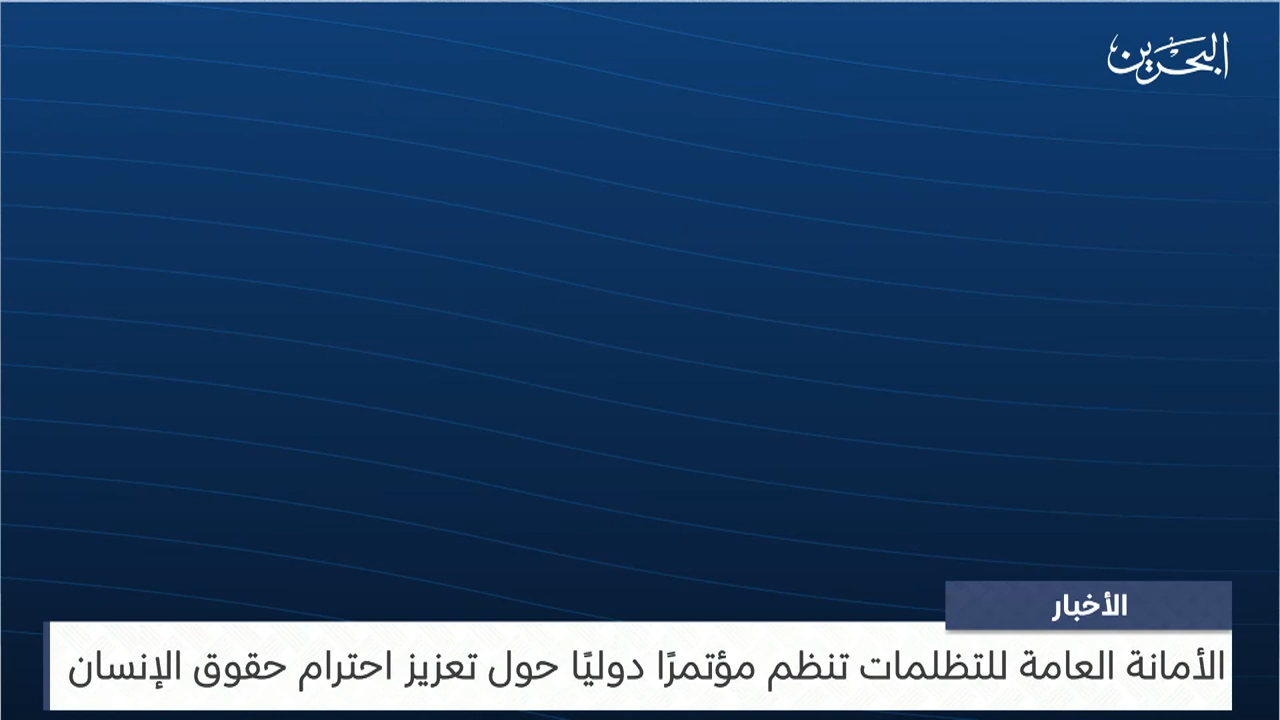 البحرين
الأخبار
الأمانة العامة للتظلمات تنظم مؤتمرًا دوليًا حول تعزيز احترام حقوق الإنسان